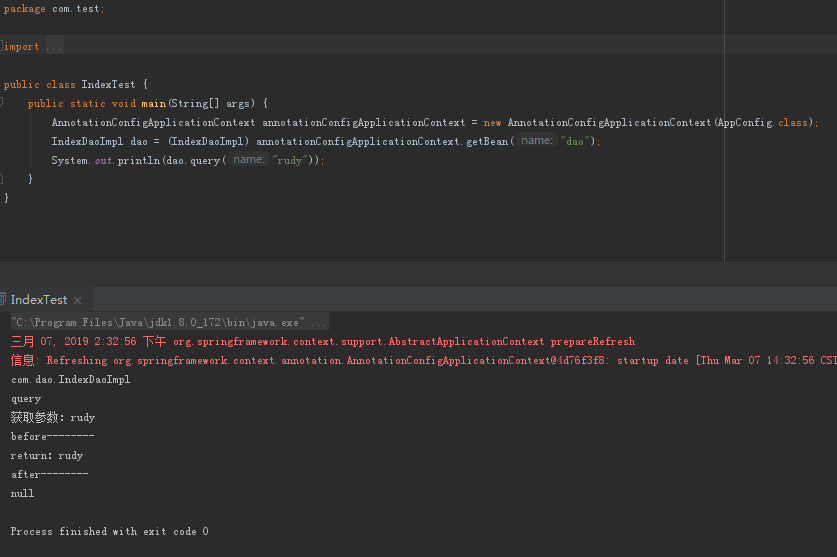 package com.test;
import ...
public class IndexTest {
public static void main(String[] args) {
AnnotationConfigApplicationContext annotationConfigApplicationContext = new AnnotationConfigApplicationContext(AppConfig.class);
IndexDaoImpl dao = (IndexDaoImpl) annotationConfigApplicationContext.getBean( name: "dao");
System.out.println(dao.query( name: "rudy"));
}
}
IndexTest ×
"C:\Program Files\Java\jdk1.8.0_172\bin\java.exe" ...
三月 07, 2019 2:32:56 下午 org.springframework.context.support.AbstractApplicationContext prepareRefresh
信息: Refreshing org.springframework.context.annotation.AnnotationConfigApplicationContext@4d76f3f8: startup date [Thu Mar 07 14:32:56 CST
com.dao.IndexDaoImpl
query
获取参数: rudy
before--------
return: rudy
after--------
null
Process finished with exit code 0